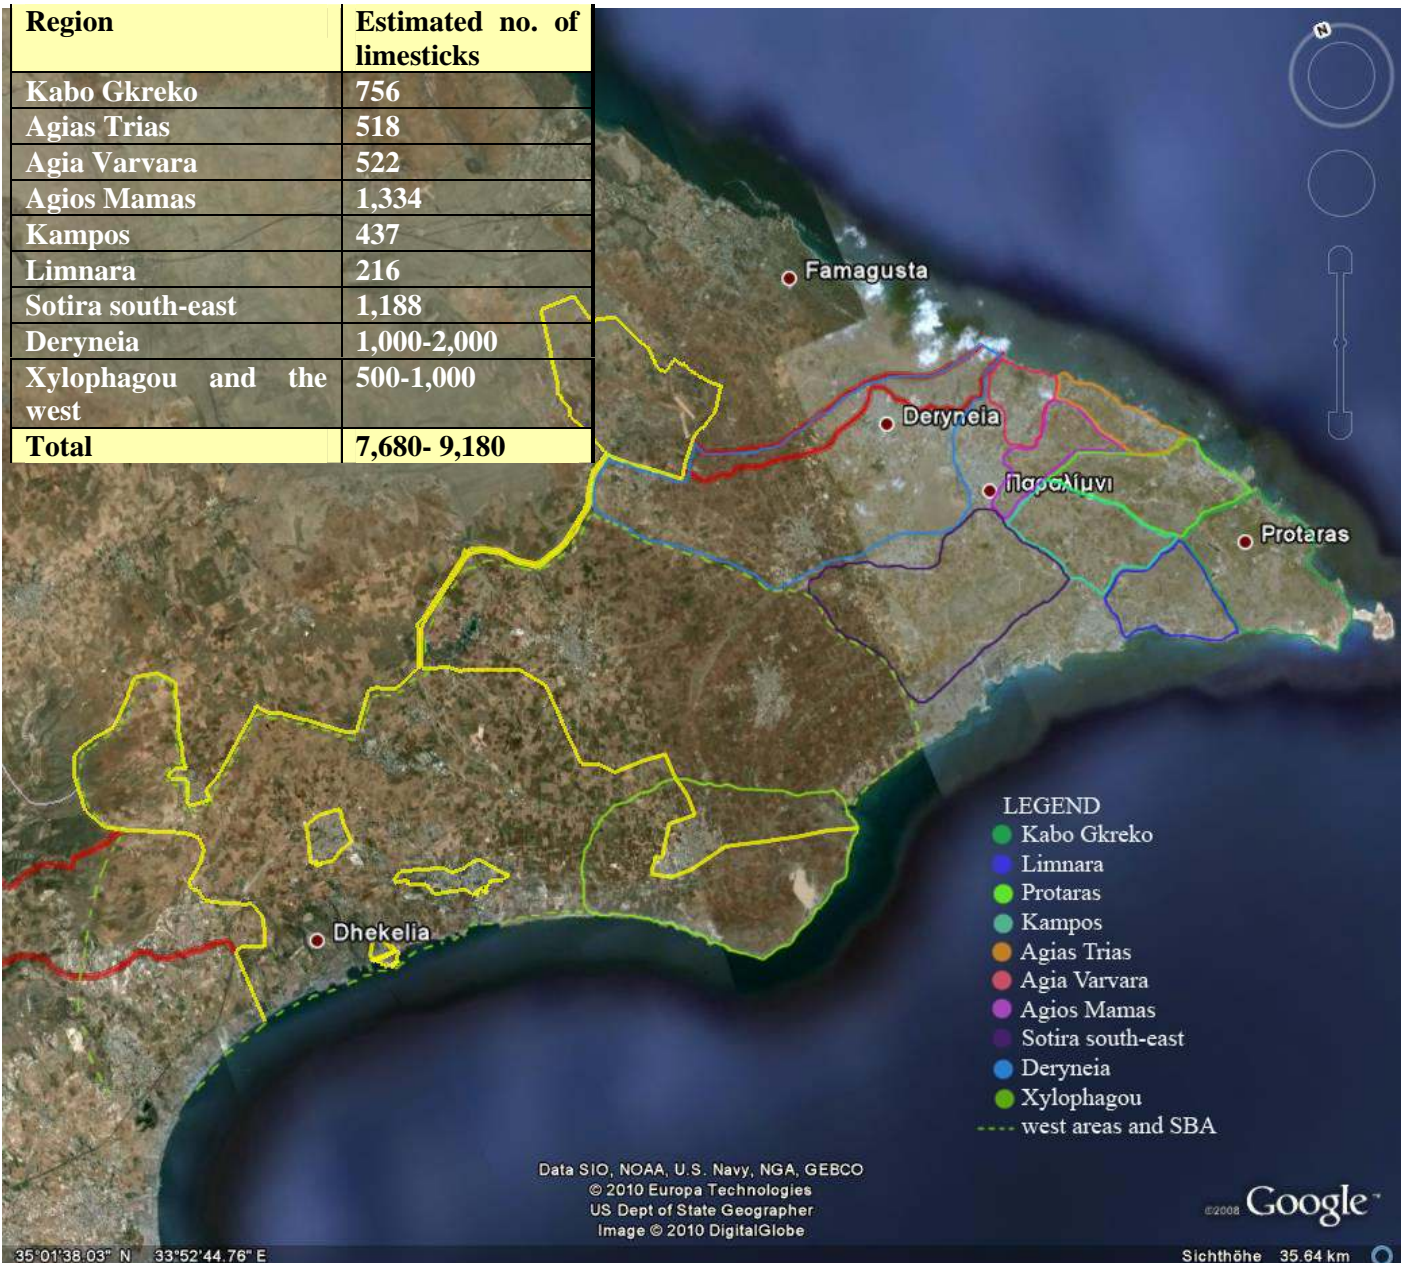 Region Estimated no. of
limesticks
Kabo Gkreko 756
Agias Trias 518
Agia Varvara 522
Agios Mamas 1,334
Kampos 437
Limnara 216
Sotira south-east 1,188
Deryneia 1,000-2,000
Xylophagou and the 500-1,000
west
Total 7,680- 9,180
N
Famagusta
Deryneia
Παραλίμνι
Protaras
Dhekelia
LEGEND
Kabo Gkreko
Limnara
Protaras
Kampos
Agias Trias
Agia Varvara
Agios Mamas
Sotira south-east
Deryneia
Xylophagou
west areas and SBA
Data SIO, NOAA, U.S. Navy, NGA, GEBCO
© 2010 Europa Technologies
US Dept of State Geographer
Image © 2010 DigitalGlobe
©2008 Google™
35°01'38.03" N 33°52'44.76" E
Sichthöhe 35.64 km